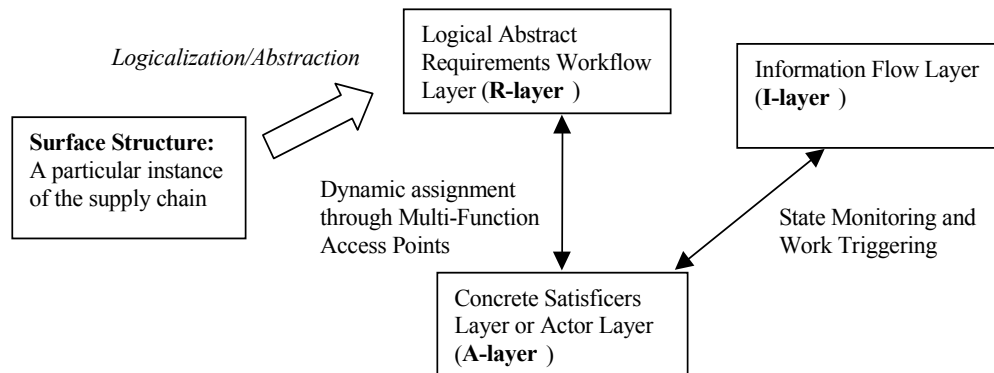 Logicalization/Abstraction
Logical Abstract
Requirements Workflow
Layer (R-layer )
Information Flow Layer
(I-layer )
Surface Structure:
A particular instance
of the supply chain
Dynamic assignment
through Multi-Function
Access Points
State Monitoring and
Work Triggering
Concrete Satisficers
Layer or Actor Layer
(A-layer )